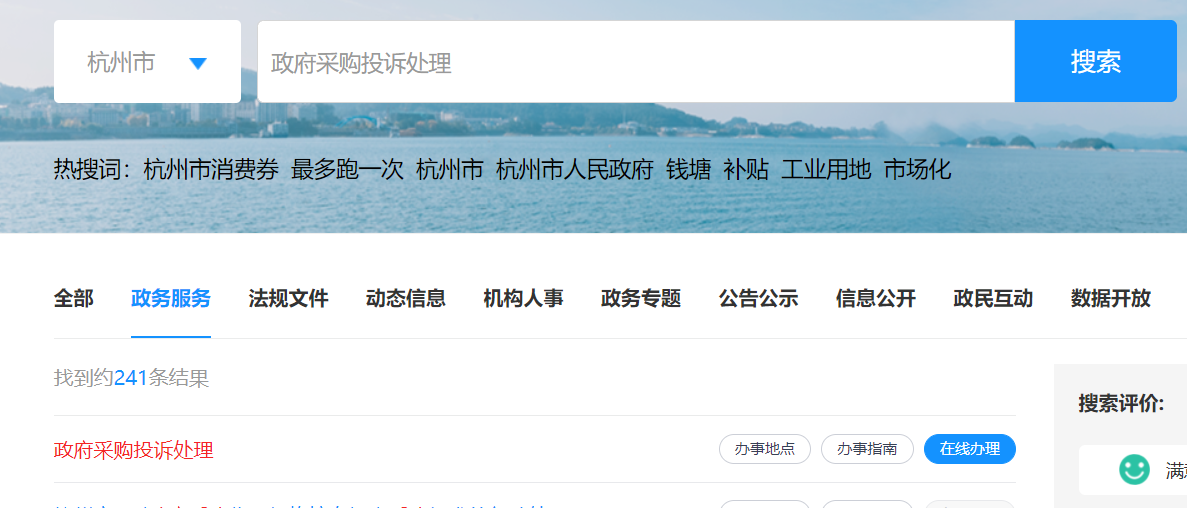 杭州市
政府采购投诉处理
搜索
热搜词：杭州市消费券 最多跑一次 杭州市 杭州市人民政府 钱塘 补贴 工业用地 市场化
全部 政务服务 法规文件 动态信息 机构人事 政务专题 公告公示 信息公开 政民互动 数据开放
找到约241条结果
搜索评价:
政府采购投诉处理
办事地点 办事指南 在线办理